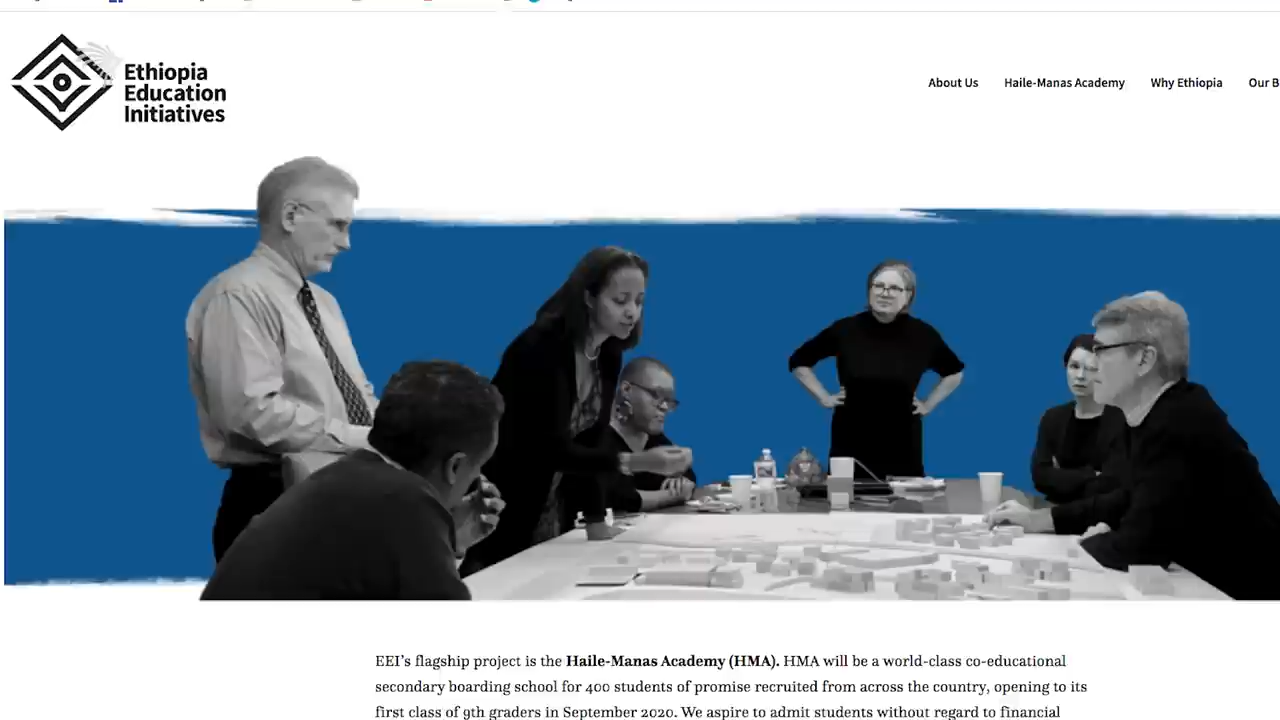 Ethiopia
Education
Initiatives
About Us Haile-Manas Academy Why Ethiopia Our B
EEI's flagship project is the Haile-Manas Academy (HMA). HMA will be a world-class co-educational
secondary boarding school for 400 students of promise recruited from across the country, opening to its
first class of 9th graders in September 2020. We aspire to admit students without regard to financial